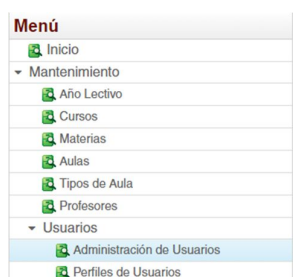 Menú
Inicio
Mantenimiento
Año Lectivo
Cursos
Materias
Aulas
Tipos de Aula
Profesores
Usuarios
Administración de Usuarios
Perfiles de Usuarios